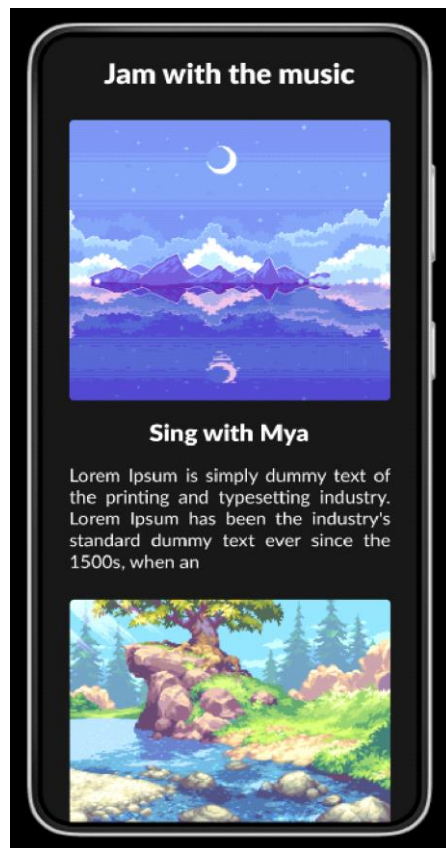 Jam with the music
Sing with Mya
Lorem Ipsum is simply dummy text of
the printing and typesetting industry.
Lorem Ipsum has been the industry's
standard dummy text ever since the
1500s, when an